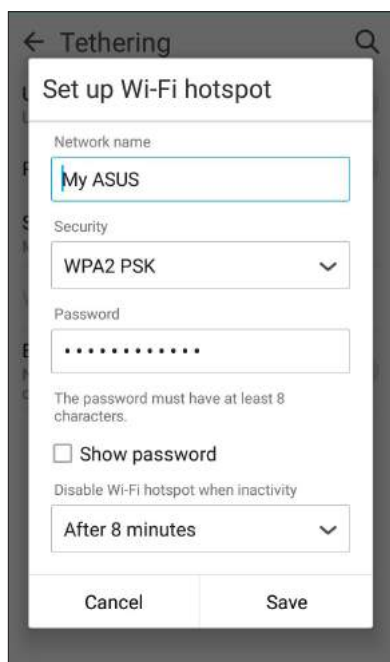 Tethering
Set up Wi-Fi hotspot
Network name
My ASUS
Security
WPA2 PSK
Password
••••••••••••
The password must have at least 8
characters.
Show password
Disable Wi-Fi hotspot when inactivity
After 8 minutes
Cancel
Save